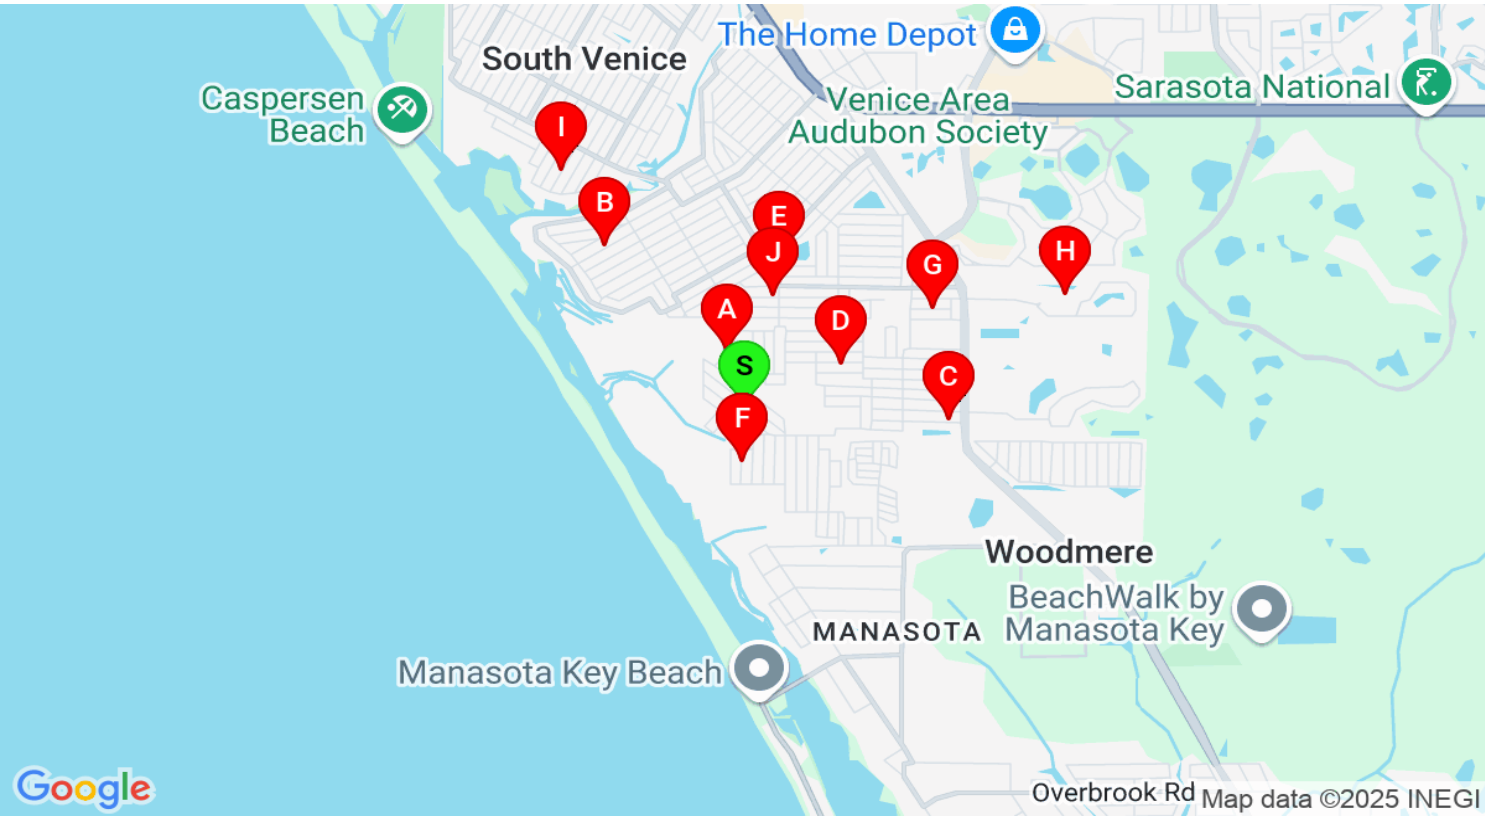 The Home Depot
South Venice
Sarasota National
Caspersen
Beach
Venice Area
Audubon Society
I
B
E
J
G
H
A
D
S
C
F
Woodmere
BeachWalk by
Manasota Key
MANASOTA
Manasota Key Beach
Google
Overbrook Rd
Map data ©2025 INEGI